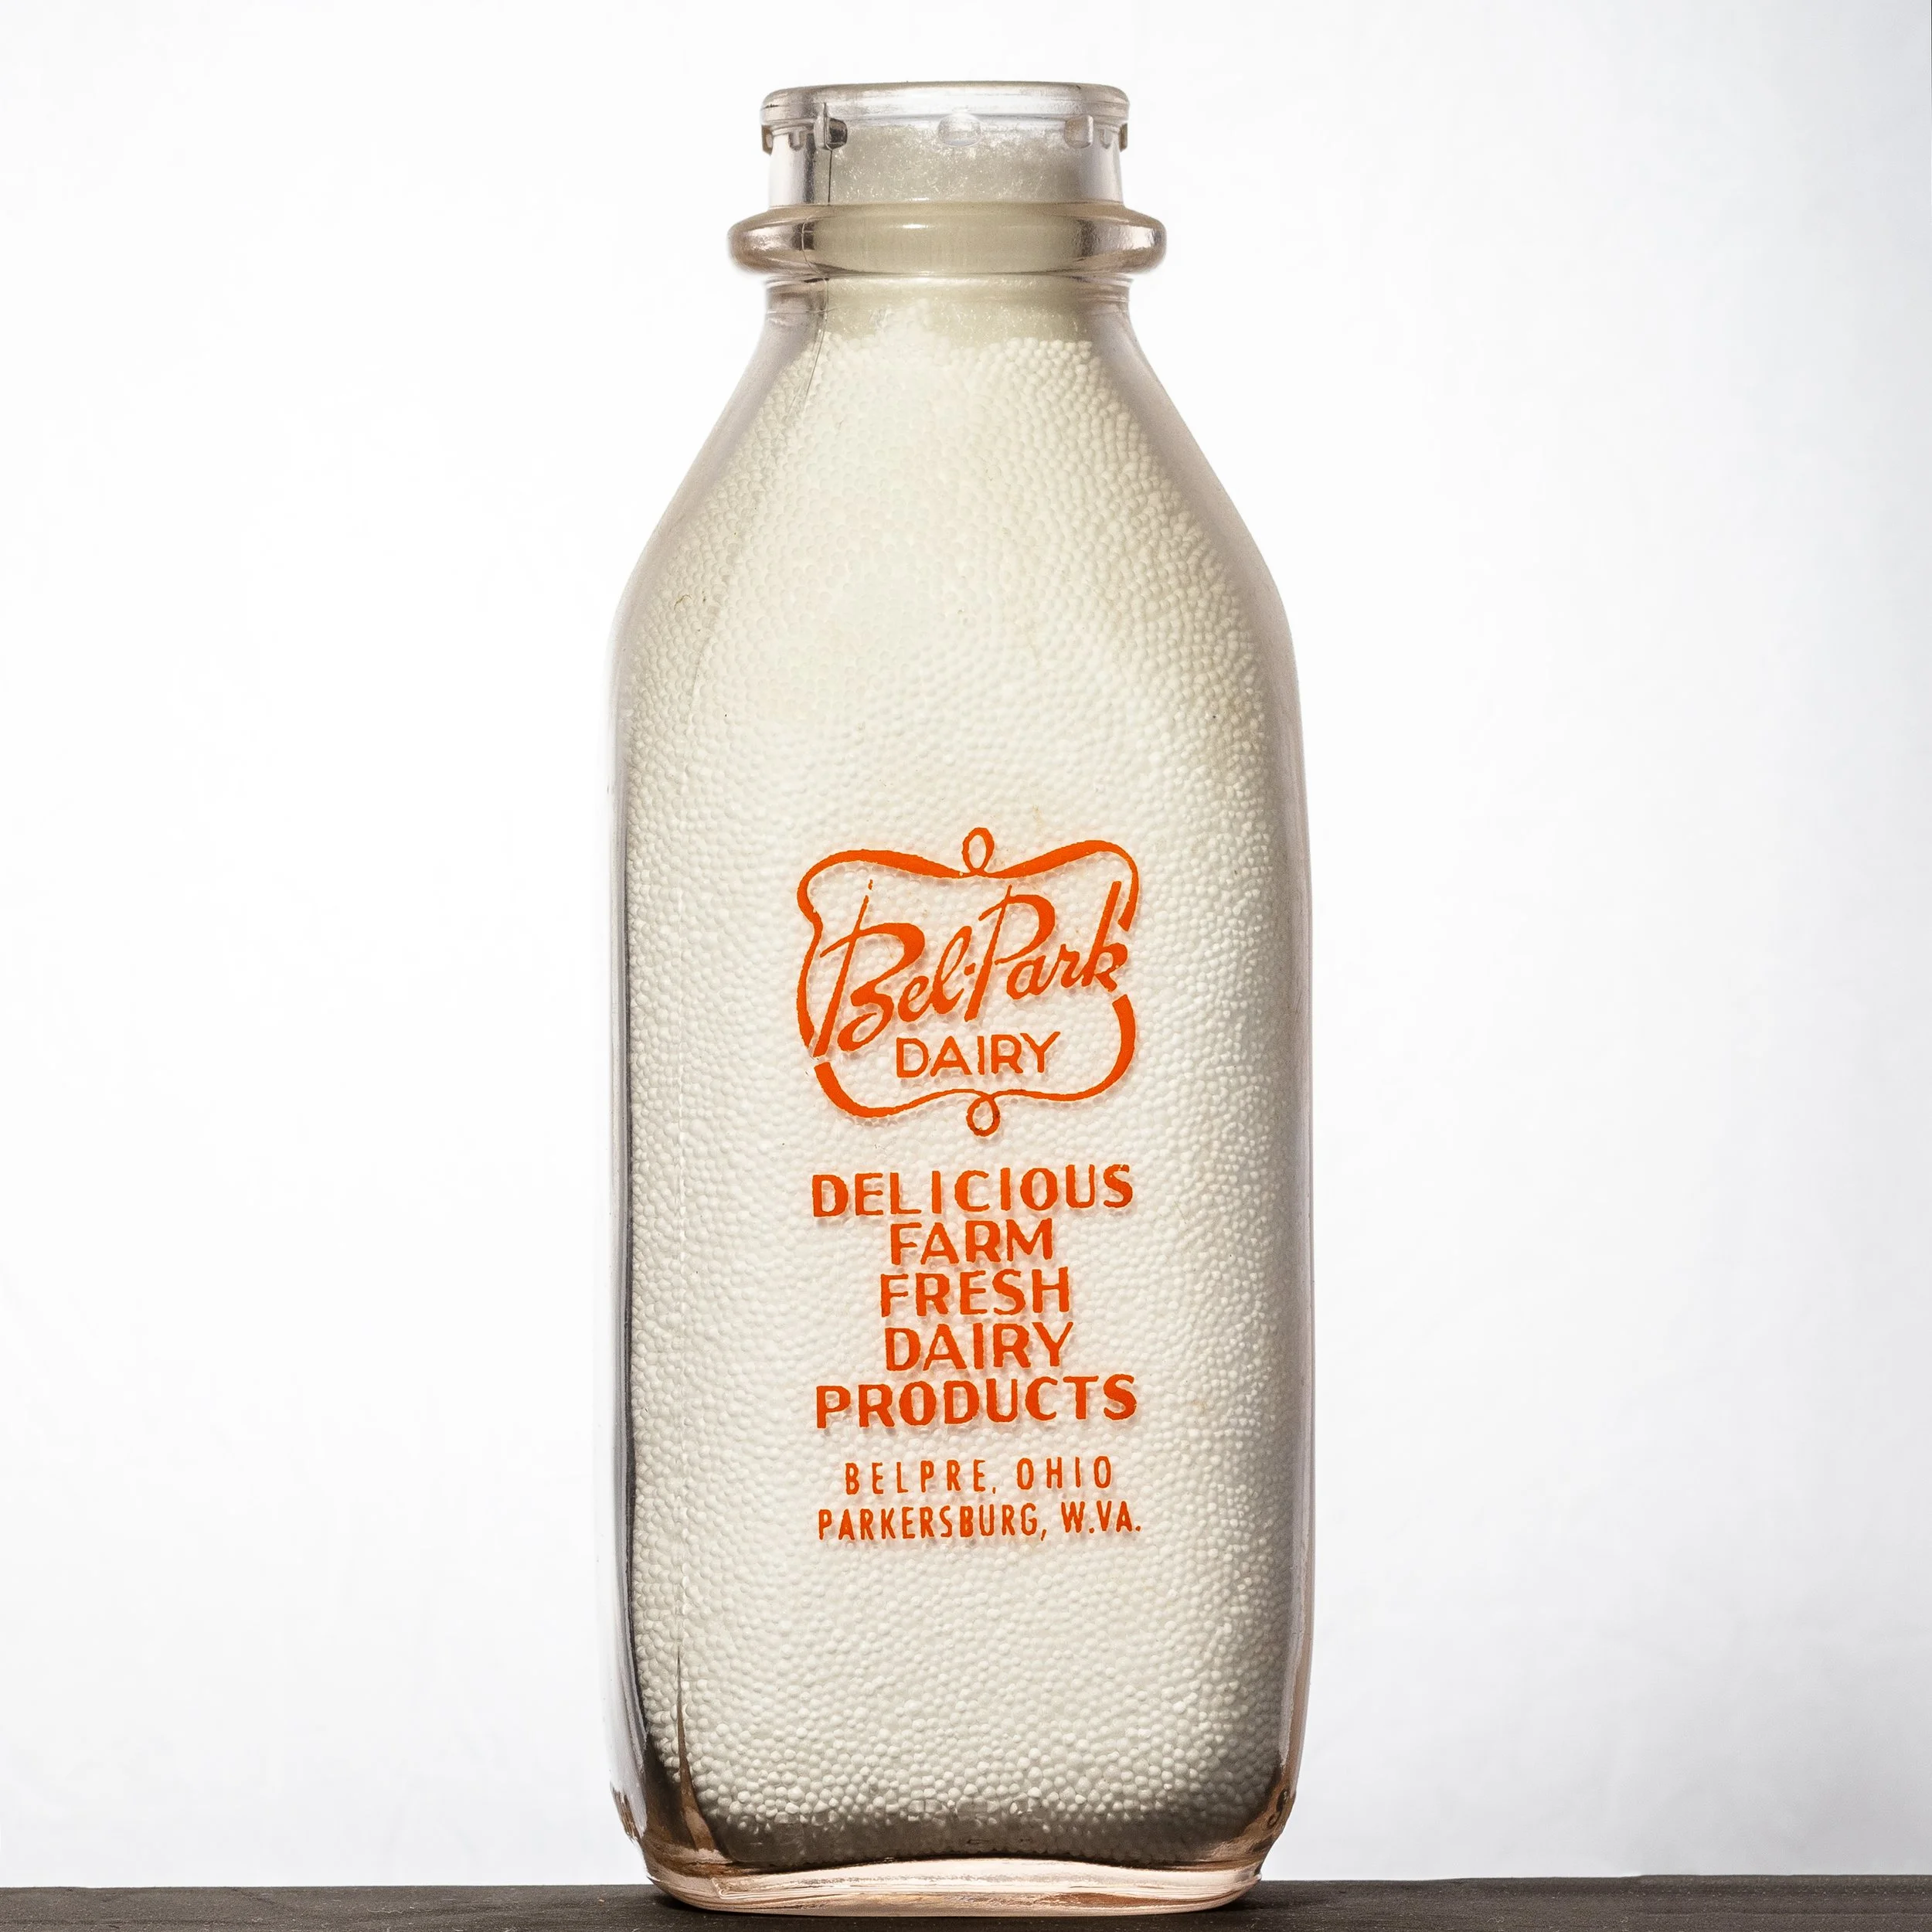 Bel-Park
DAIRY
DELICIOUS
FARM
FRESH
DAIRY
PRODUCTS
BELPRE, OHIO
PARKERSBURG, W.VA.